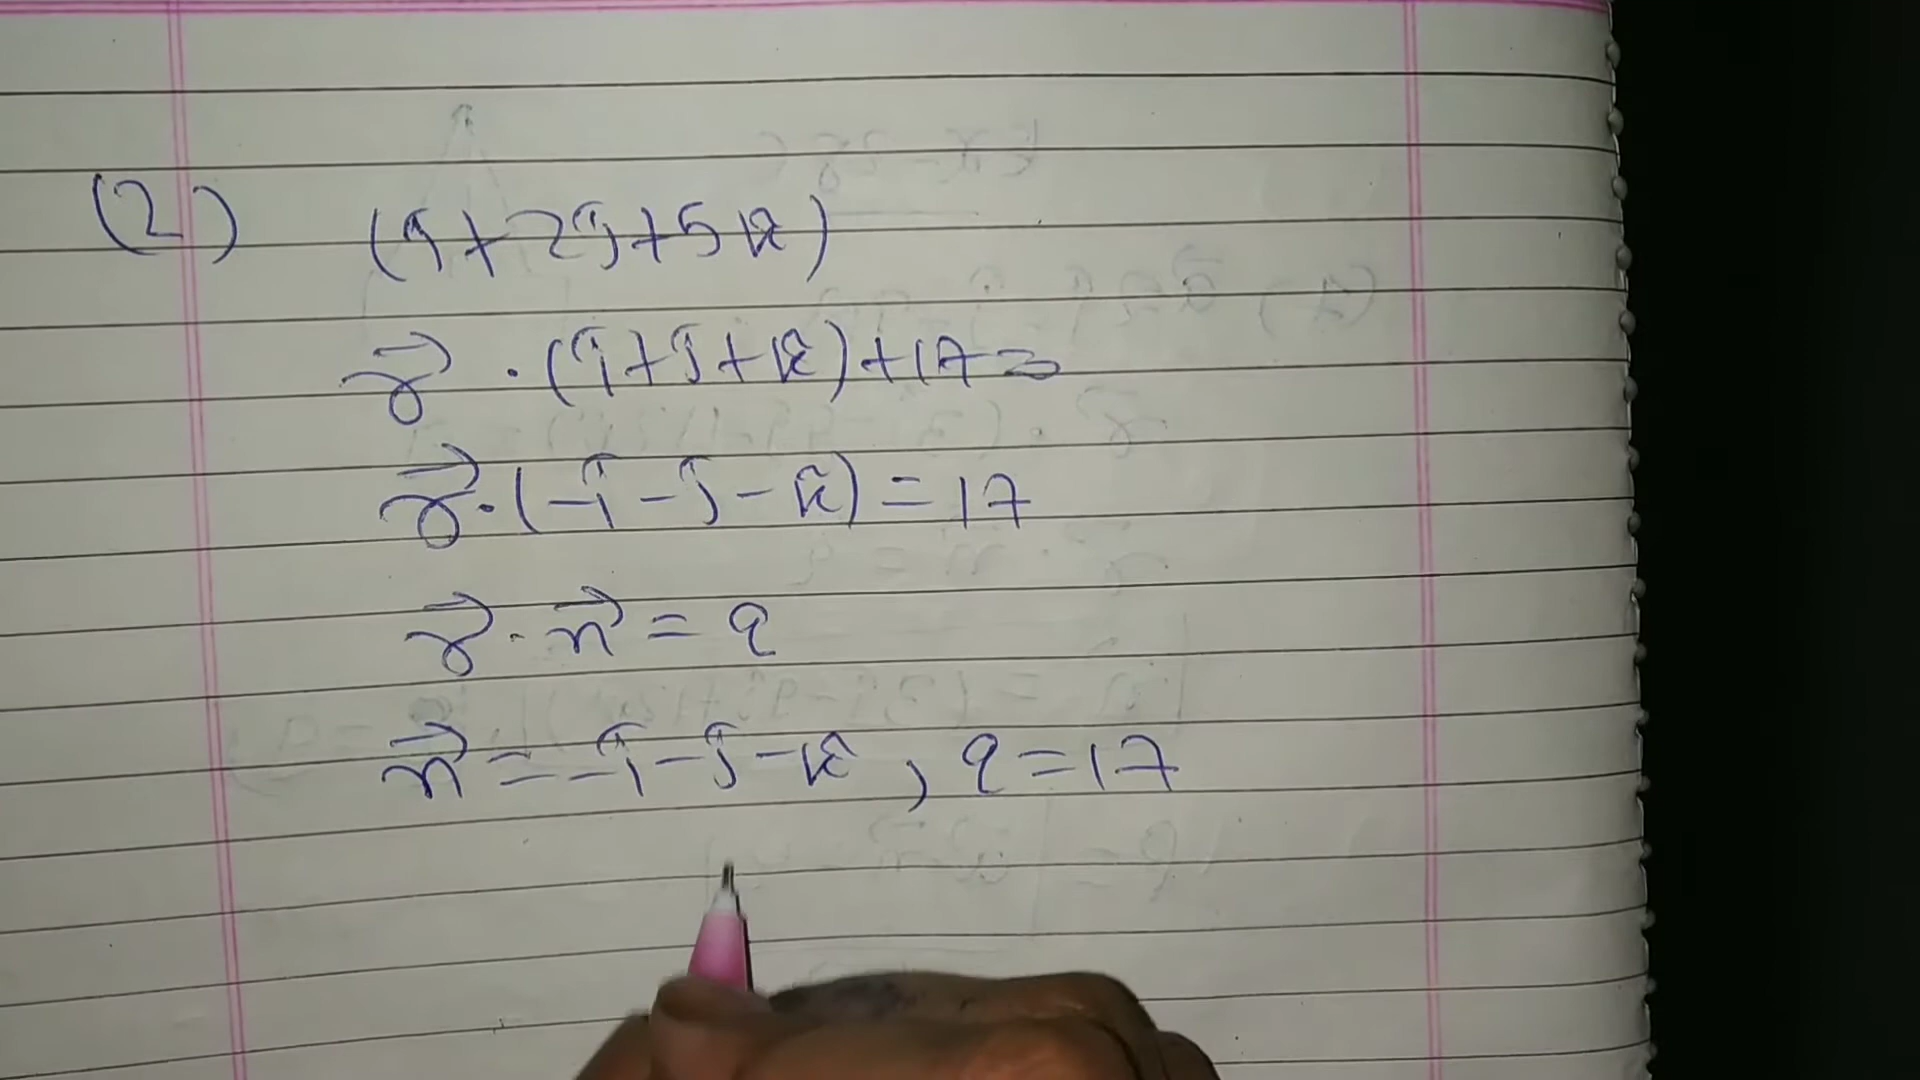 (2) (î+2ĵ+5k̂)
r⃗ · (î+ĵ+k̂)+17=
r⃗·(-î-ĵ-k̂)=17
r⃗·n⃗=q
n⃗=-î-ĵ-k̂, q=17